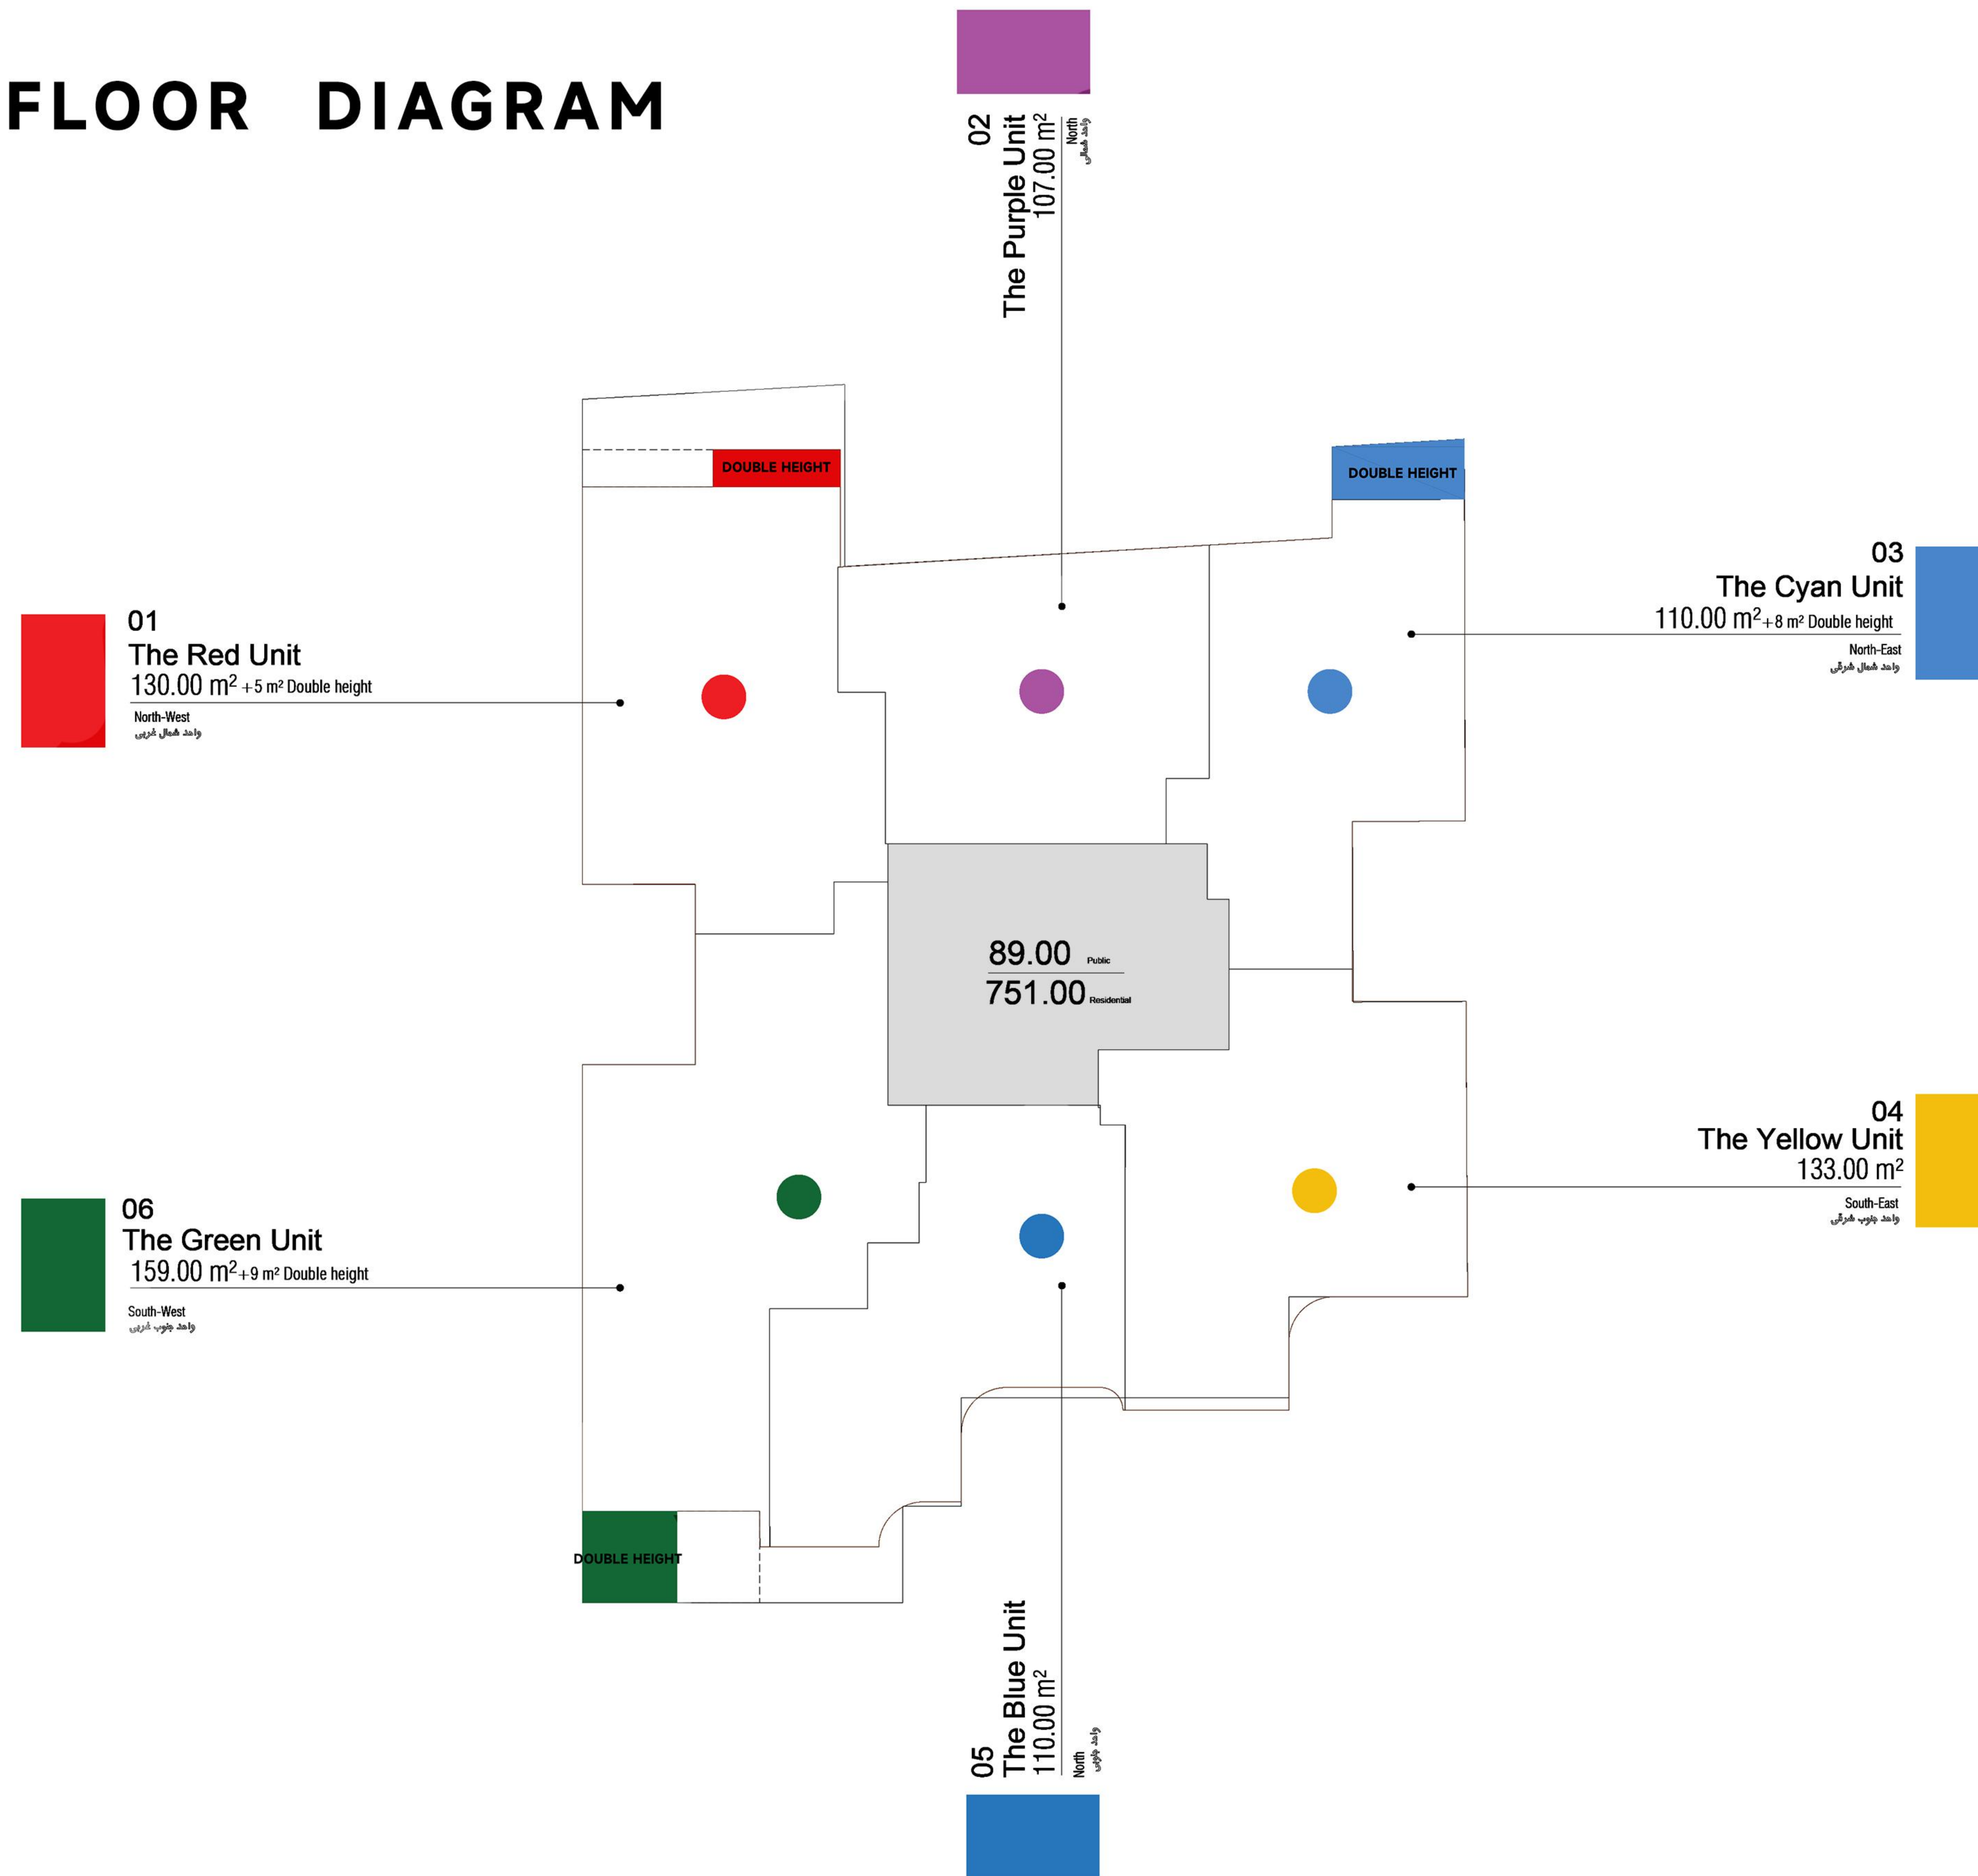 FLOOR DIAGRAM
02
The Purple Unit
107.00 m²
North
واحد شمالی
DOUBLE HEIGHT
DOUBLE HEIGHT
01
The Red Unit
130.00 m² +5 m² Double height
North-West
واحد شمال غربی
03
The Cyan Unit
110.00 m²+8 m² Double height
North-East
واحد شمال شرقی
89.00 Public
751.00 Residential
04
The Yellow Unit
133.00 m²
South-East
واحد جنوب شرقی
06
The Green Unit
159.00 m²+9 m² Double height
South-West
واحد جنوب غربی
DOUBLE HEIGHT
05
The Blue Unit
110.00 m²
North
واحد جنوبی